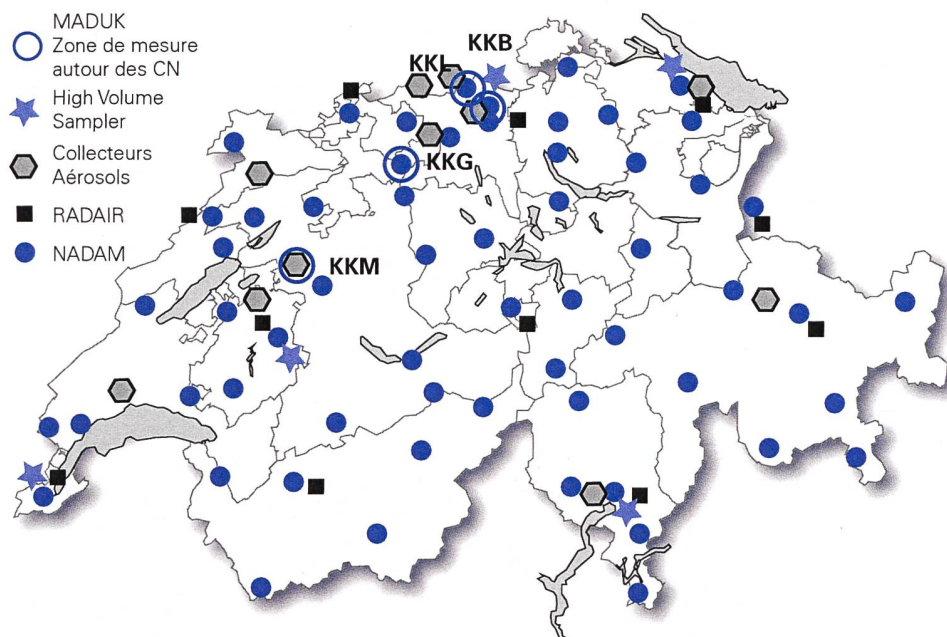 MADUK
Zone de mesure
autour des CN
High Volume
Sampler
Collecteurs
Aérosols
RADAIR
NADAM
KKB
KKL
KKG
KKM